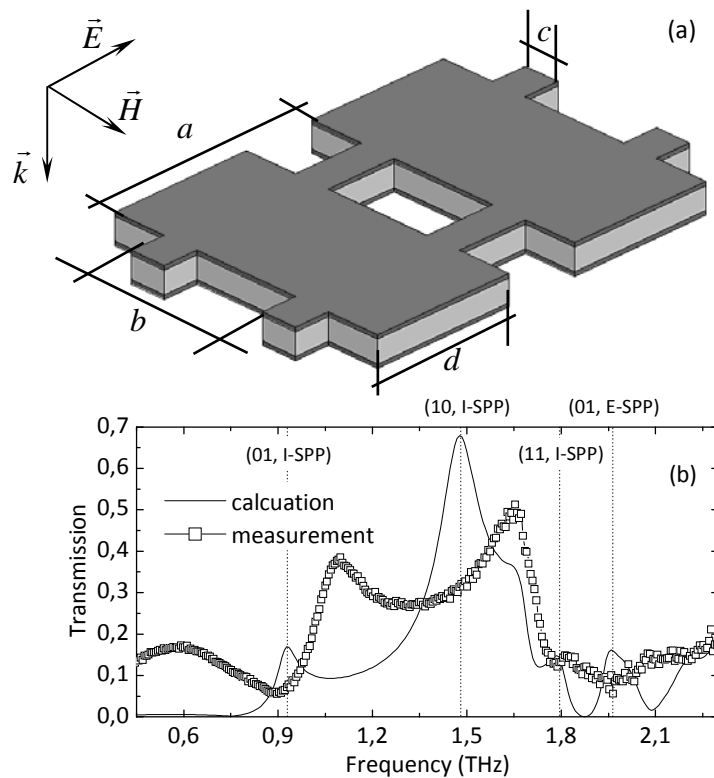 (a)
E
H
k
a
b
c
d
(10, I-SPP)
(01, E-SPP)
(01, I-SPP)
(11, I-SPP)
(b)
calcuation
measurement
Transmission
0,7
0,6
0,5
0,4
0,3
0,2
0,1
0,0
0,6 0,9 1,2 1,5 1,8 2,1
Frequency (THz)